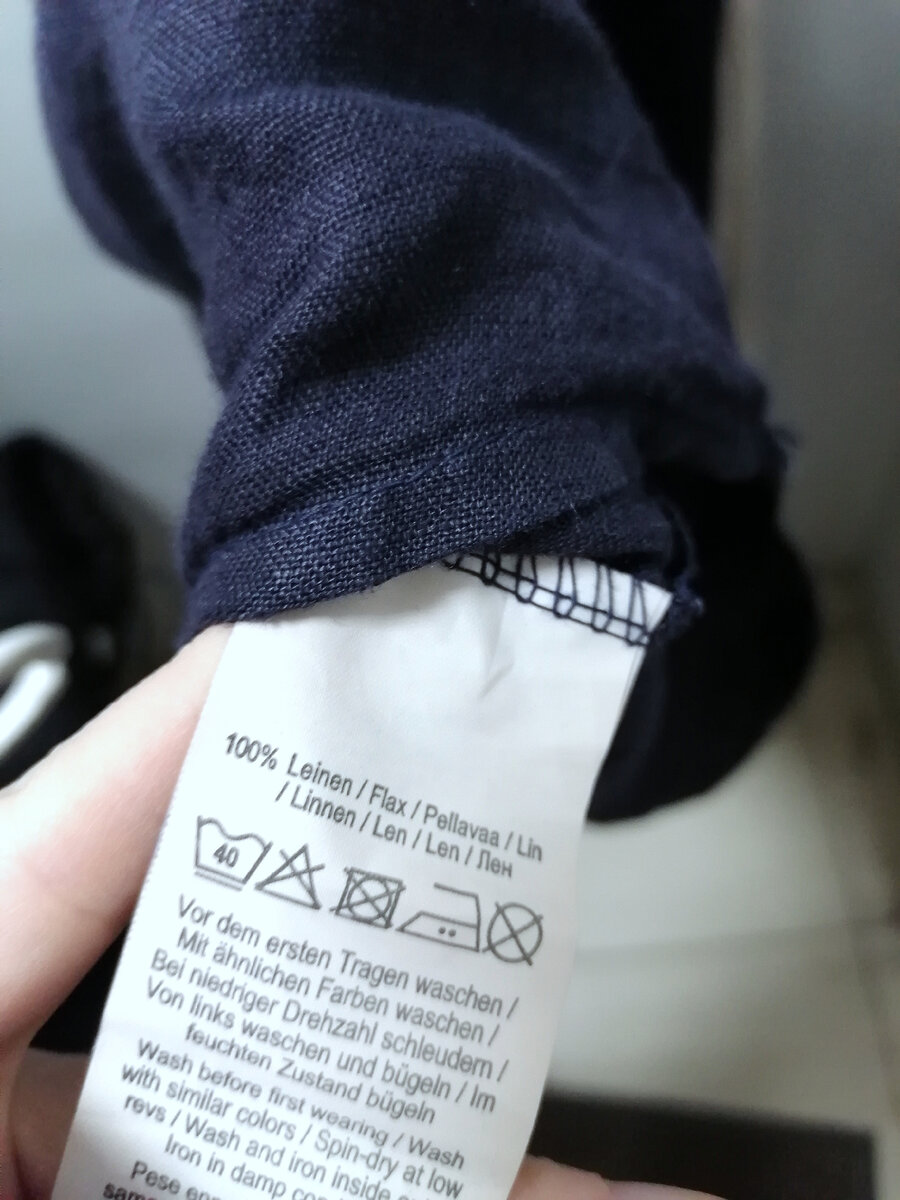 100% Leinen / Flax / Pellavaa / Lin
/ Linnen / Len / Len / Лен
40
Vor dem ersten Tragen waschen /
Mit ähnlichen Farben waschen /
Bei niedriger Drehzahl schleudern /
Von links waschen und bügeln / Im
feuchten Zustand bügeln
Wash before first wearing / Wash
with similar colors / Spin-dry at low
revs / Wash and iron inside
Iron in damp
Pese